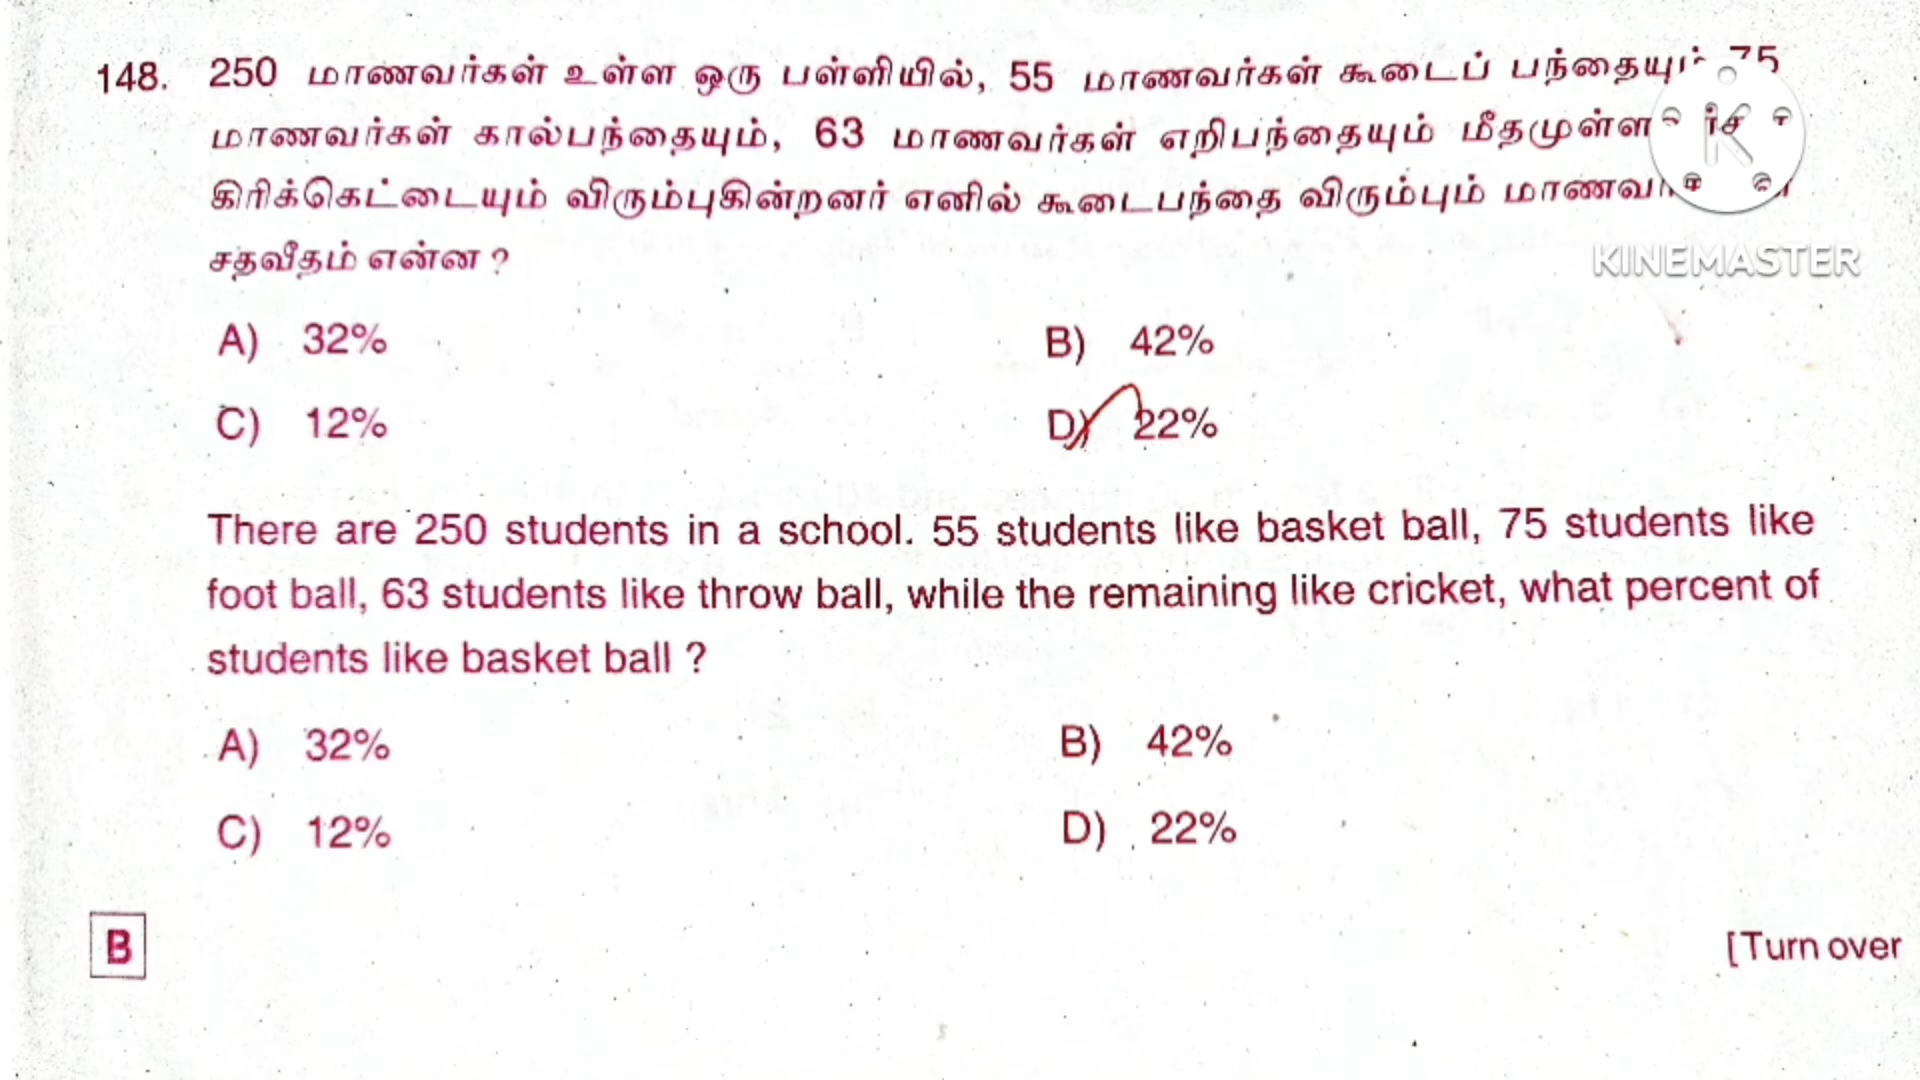 148. 250 மாணவர்கள் உள்ள ஒரு பள்ளியில், 55 மாணவர்கள் கூடைப் பந்தையும் 75
மாணவர்கள் கால்பந்தையும், 63 மாணவர்கள் எறிபந்தையும் மீதமுள்ள
கிரிக்கெட்டையும் விரும்புகின்றனர் எனில் கூடைபந்தை விரும்பும்
சதவீதம் என்ன ?
A) 32% B) 42%
C) 12% D) 22%
There are 250 students in a school. 55 students like basket ball, 75 students like
foot ball, 63 students like throw ball, while the remaining like cricket, what percent of
students like basket ball ?
A) 32% B) 42%
C) 12% D) 22%
B [Turn over
K
KINEMASTER